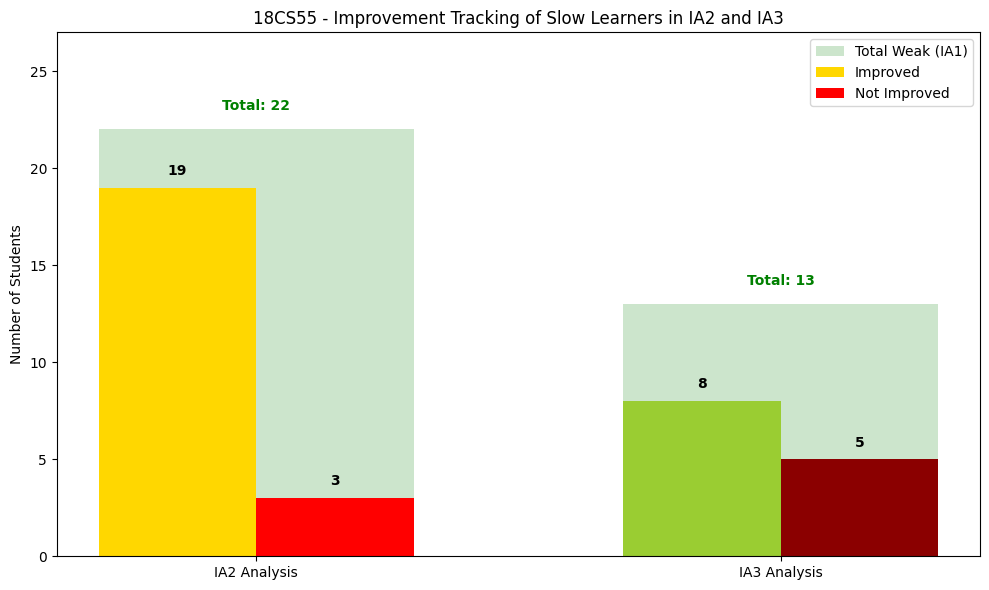 18CS55 - Improvement Tracking of Slow Learners in IA2 and IA3
Total Weak (IA1)
Improved
Not Improved
Number of Students
25
20
15
10
5
0
Total: 22
19
3
Total: 13
8
5
IA2 Analysis
IA3 Analysis